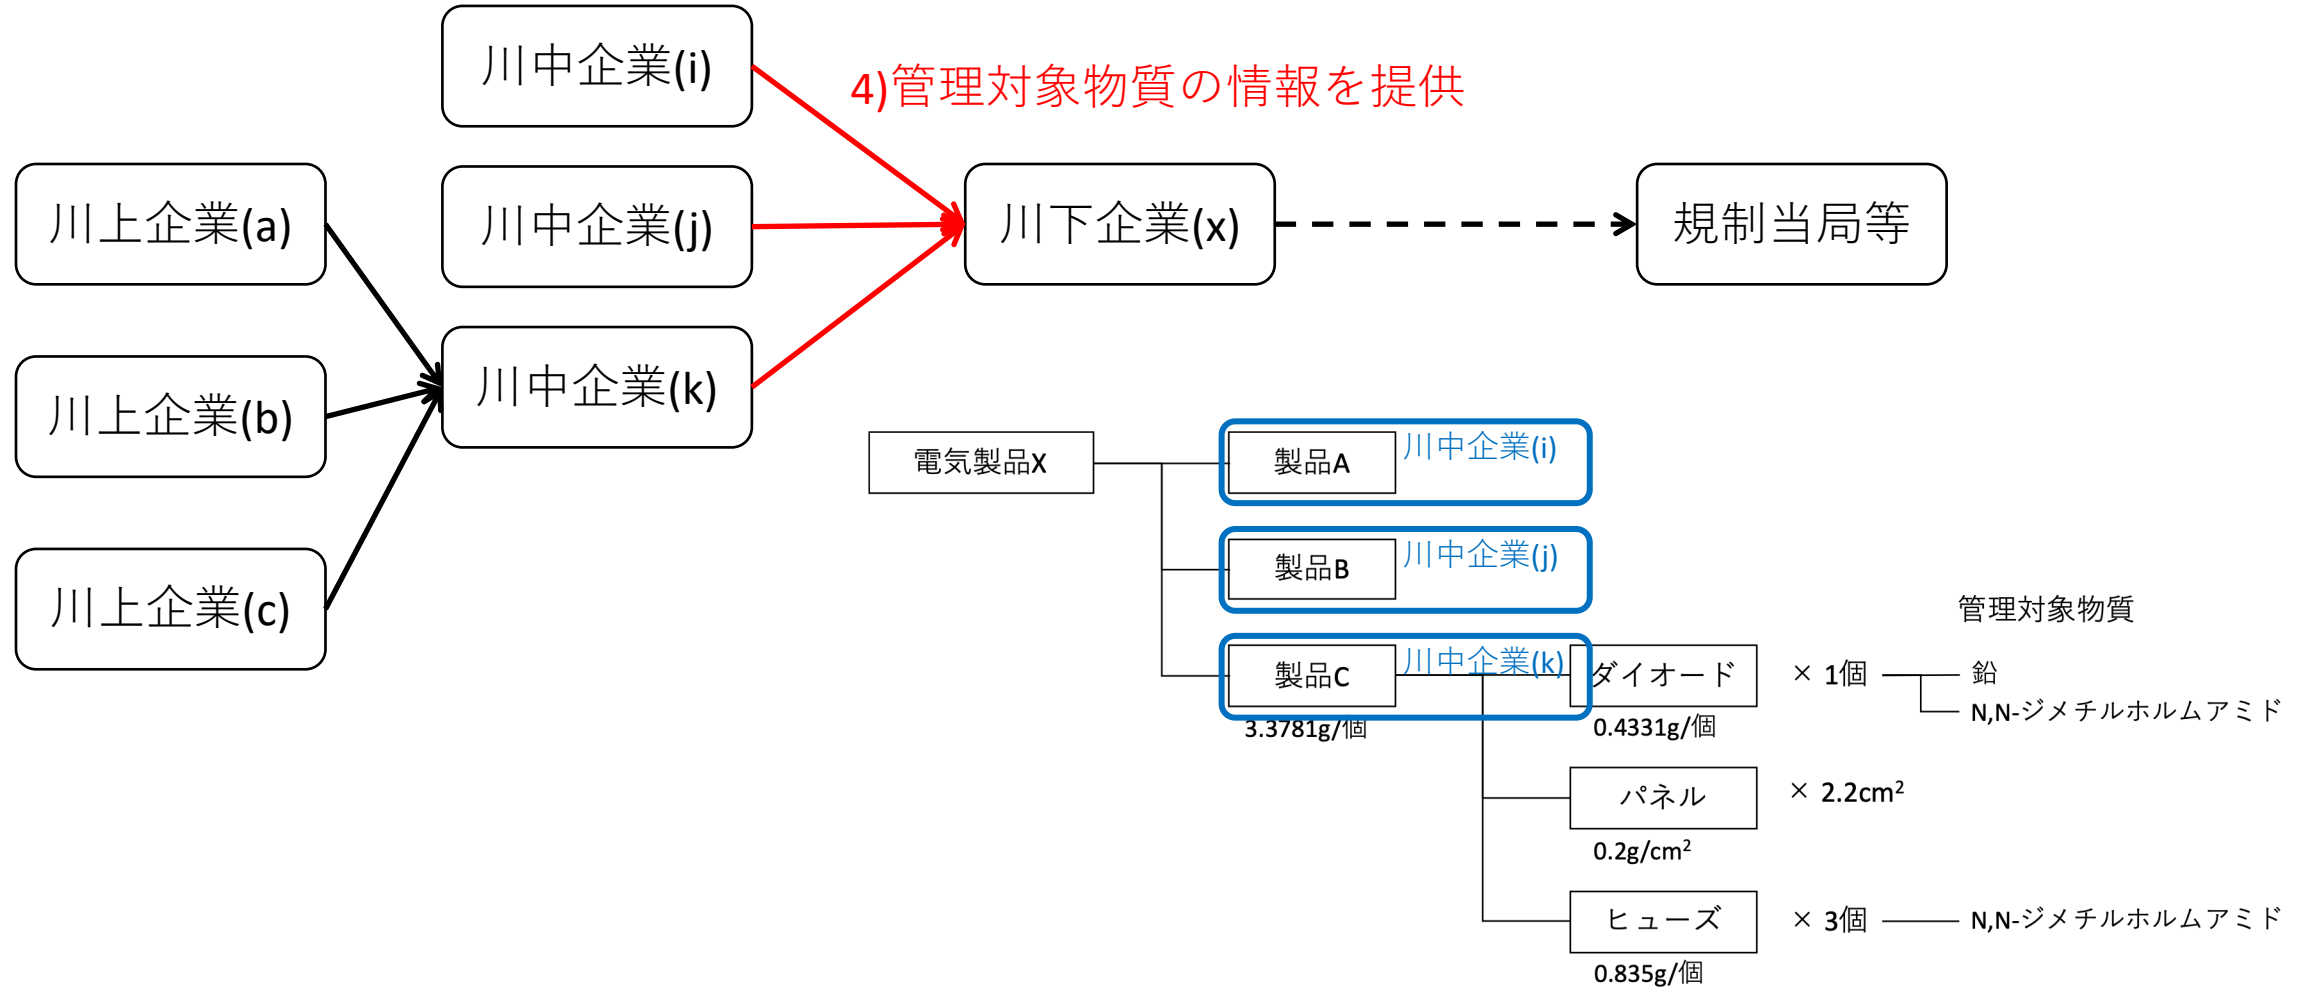 川中企業(i)
4)管理対象物質の情報を提供
川上企業(a)
川中企業(j)
川下企業(x)
規制当局等
川上企業(b)
川中企業(k)
川上企業(c)
電気製品X
製品A
川中企業(i)
製品B
川中企業(j)
管理対象物質
製品C
川中企業(k)
3.3781g/個
ダイオード
× 1個
鉛
N,N-ジメチルホルムアミド
0.4331g/個
パネル
× 2.2cm²
0.2g/cm²
ヒューズ
× 3個
N,N-ジメチルホルムアミド
0.835g/個